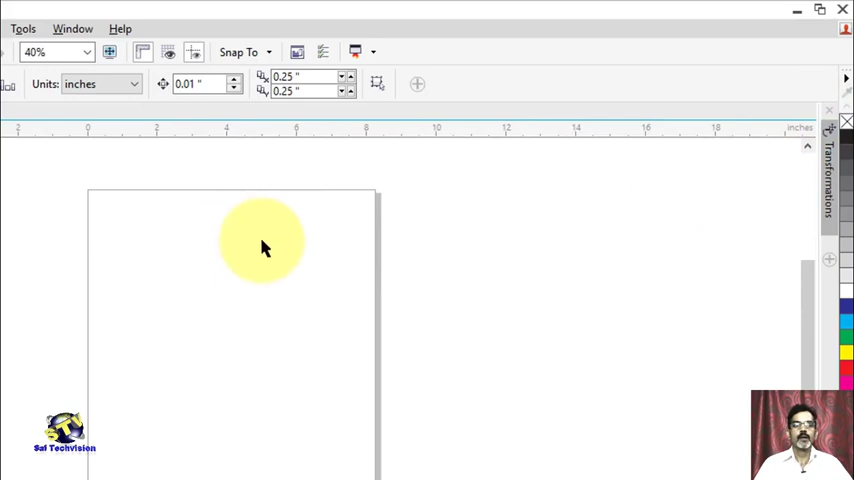 Tools Window Help
40% Snap To
Units: inches 0.01 " 0.25 "
0.25 "
2 0 2 4 6 8 10 12 14 16 18 inches
Transformations
STV
Sai Techvision